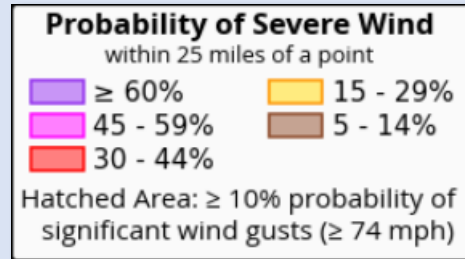 Probability of Severe Wind
within 25 miles of a point
≥ 60%
15 - 29%
45 - 59%
5 - 14%
30 - 44%
Hatched Area: ≥ 10% probability of
significant wind gusts (≥ 74 mph)